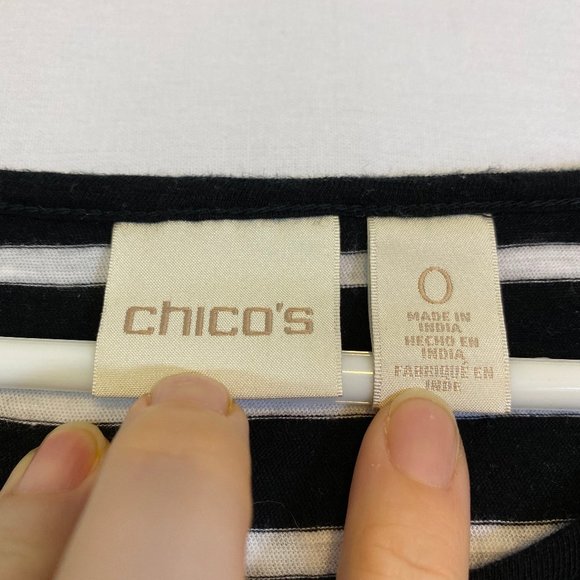 chico's
0
MADE IN
INDIA
HECHO EN
INDIA
FABRIQUÉ EN
INDE